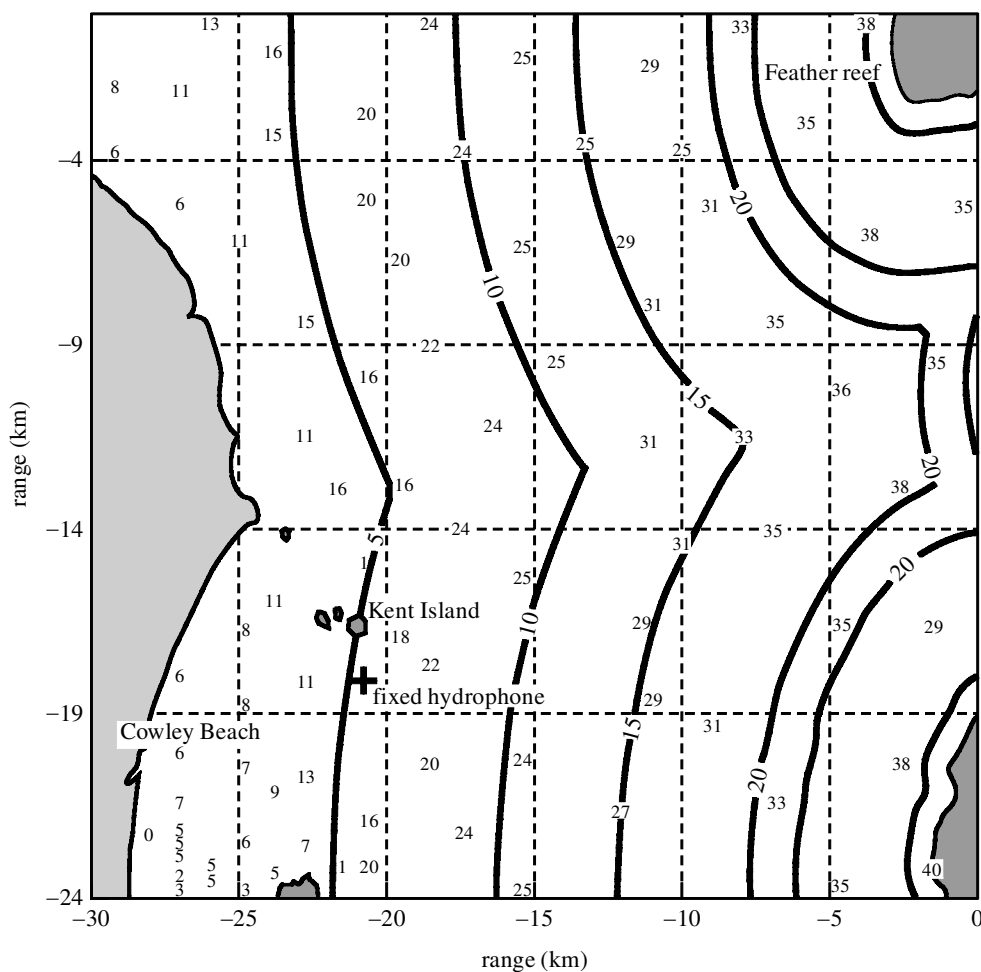 13 24 33 38
16 25 29 Feather reef
8 11 20 35
15 24 25 25
−4 6
6 20 31 20 35
11 25 29 38
20
10 31
15 35
−9 22 25 35
16 36
15
11 24 31 33
16 16 38 20
−14 24 35
5 31
1 25 20
11 Kent Island
8 18 10 29 35 29
22
6 11 fixed hydrophone
8 29
−19 31
Cowley Beach 15
6 7 20 24 38
13 20
7 9 33
27
0 5 16 24
5 6 7
5 5 1 20 40
2 5 5
3 3 25 35
−24
−30 −25 −20 −15 −10 −5 0
range (km)
range (km)